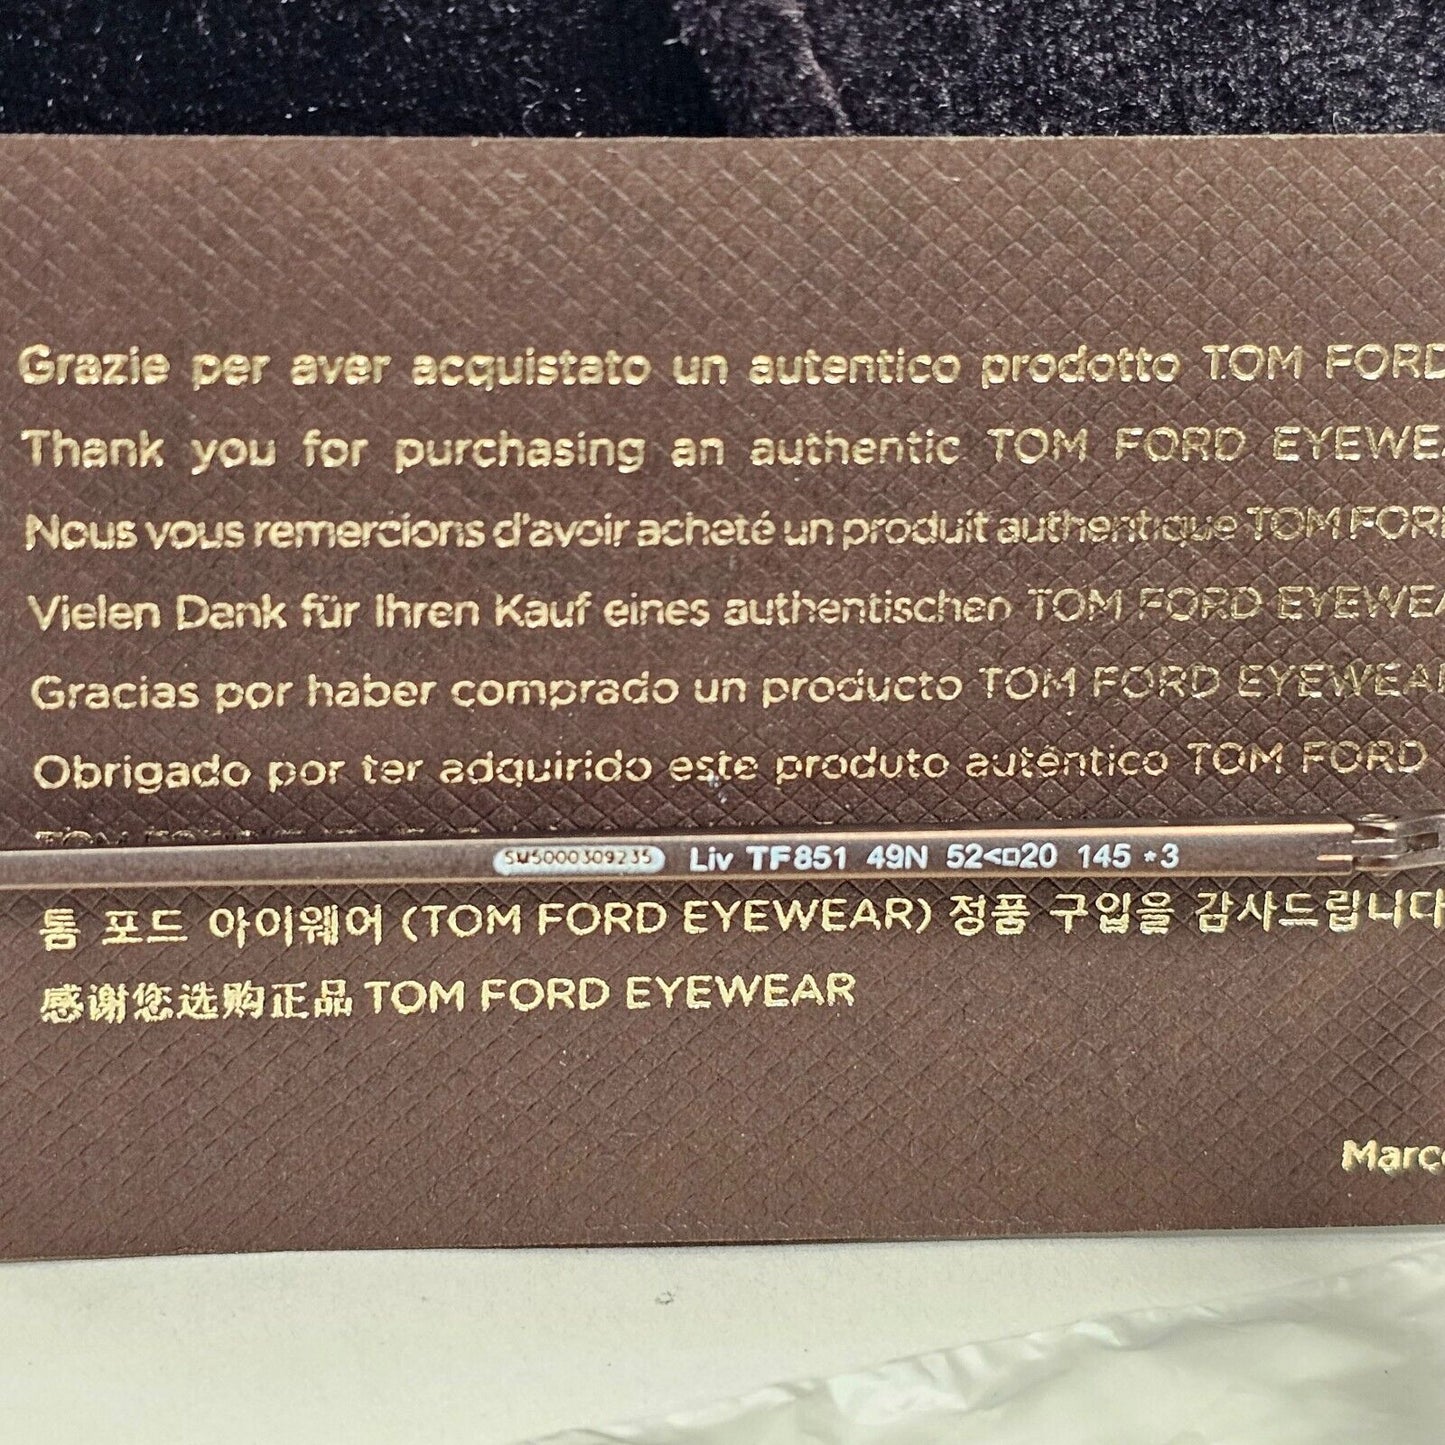 Grazie per aver acquistato un autentico prodotto TOM FORD
Thank you for purchasing an authentic TOM FORD
Nous vous remercions d'avoir acheté un produit authentique TOM
Vielen Dank für Ihren Kauf eines authentischen TOM FORD
Gracias por haber comprado un producto TOM FORD
Obrigado por ter adquirido este produto autêntico TOM FORD
SM5000309235 Liv TF851 49N 52<□20 145 *3
톰 포드 아이웨어 (TOM FORD EYEWEAR) 정품 구입을 감사드립니다
感谢您选购正品 TOM FORD EYEWEAR